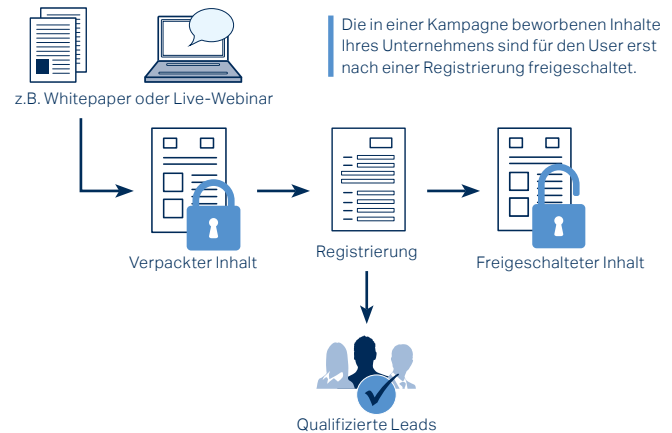 Die in einer Kampagne beworbenen Inhalte
Ihres Unternehmens sind für den User erst
nach einer Registrierung freigeschaltet.
z.B. Whitepaper oder Live-Webinar
Verpackter Inhalt
Registrierung
Freigeschalteter Inhalt
Qualifizierte Leads